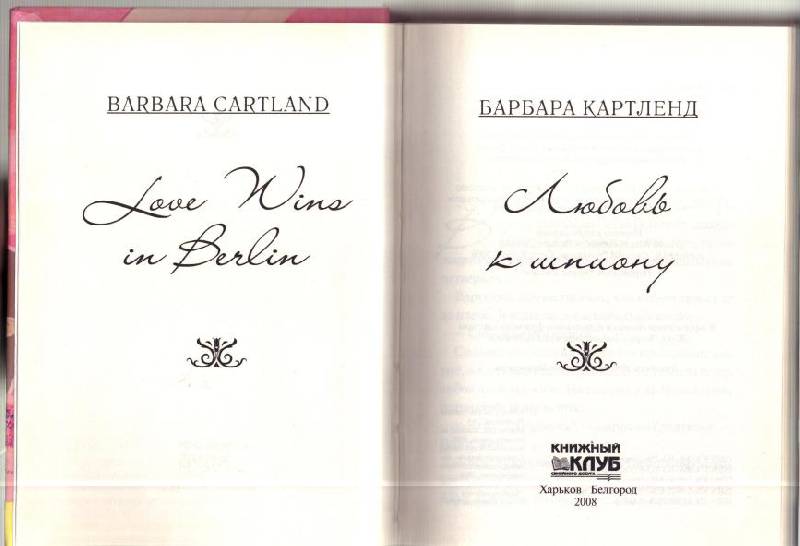 BARBARA CARTLAND
Love Wins
in Berlin
БАРБАРА КАРТЛЕНД
Любовь
к шпиону
КНИЖНЫЙ
КЛУБ
Харьков Белгород
2008